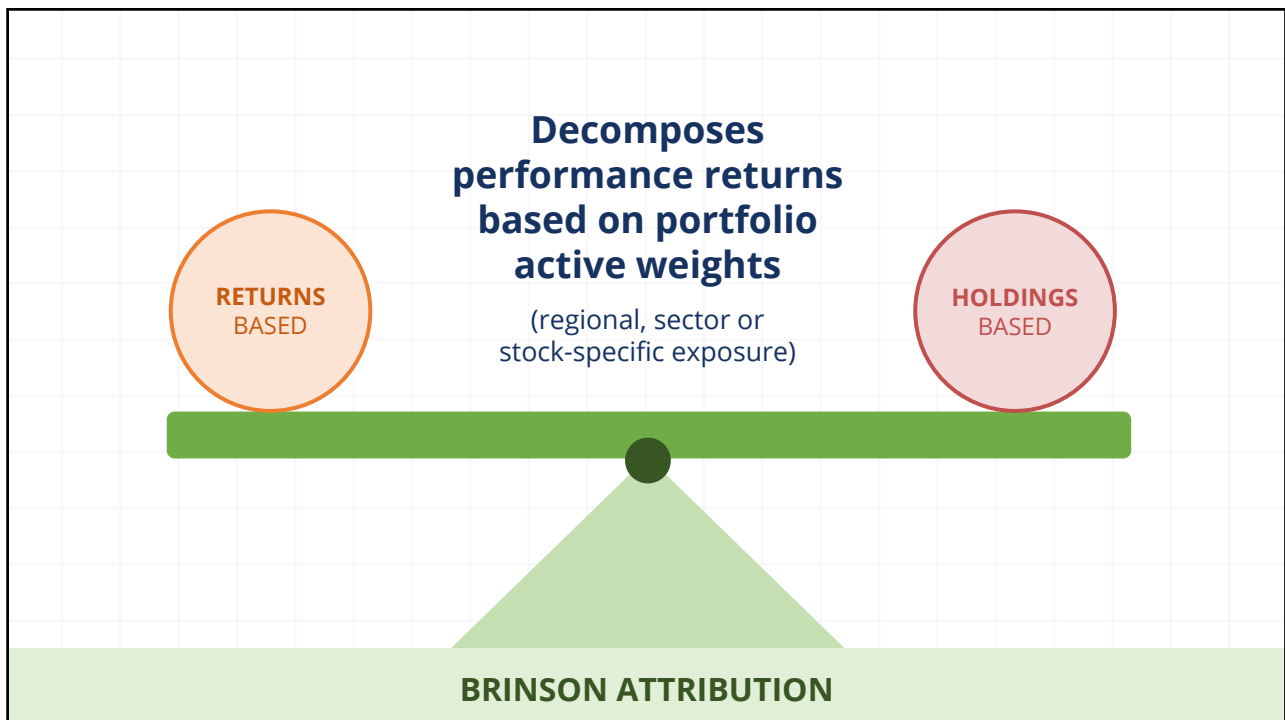 Decomposes
performance returns
based on portfolio
active weights
(regional, sector or
stock-specific exposure)
RETURNS
BASED
HOLDINGS
BASED
BRINSON ATTRIBUTION